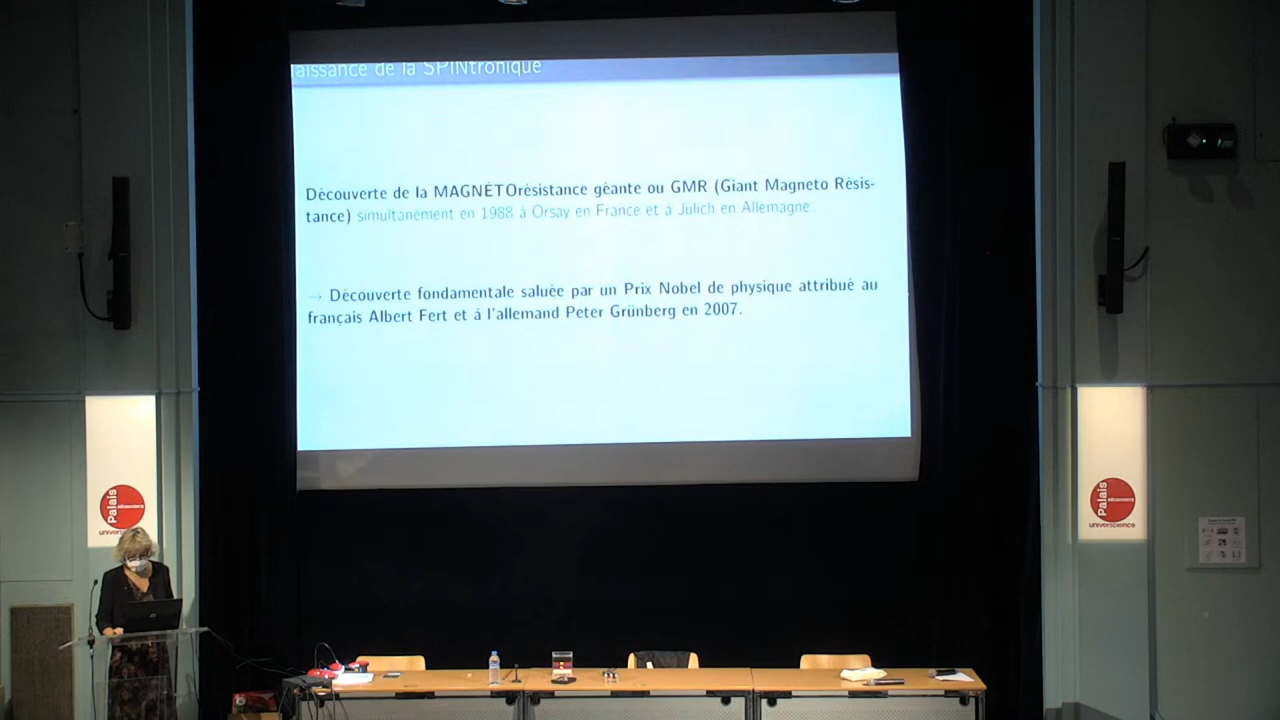 aissance de la SPINtronique
Découverte de la MAGNÉTOrésistance géante ou GMR (Giant Magneto Résis-
tance) simultanément en 1988 à Orsay en France et à Jülich en Allemagne
→ Découverte fondamentale saluée par un Prix Nobel de physique attribué au
français Albert Fert et à l'allemand Peter Grünberg en 2007.
Palais
découverte
universcience
Palais
découverte
universcience